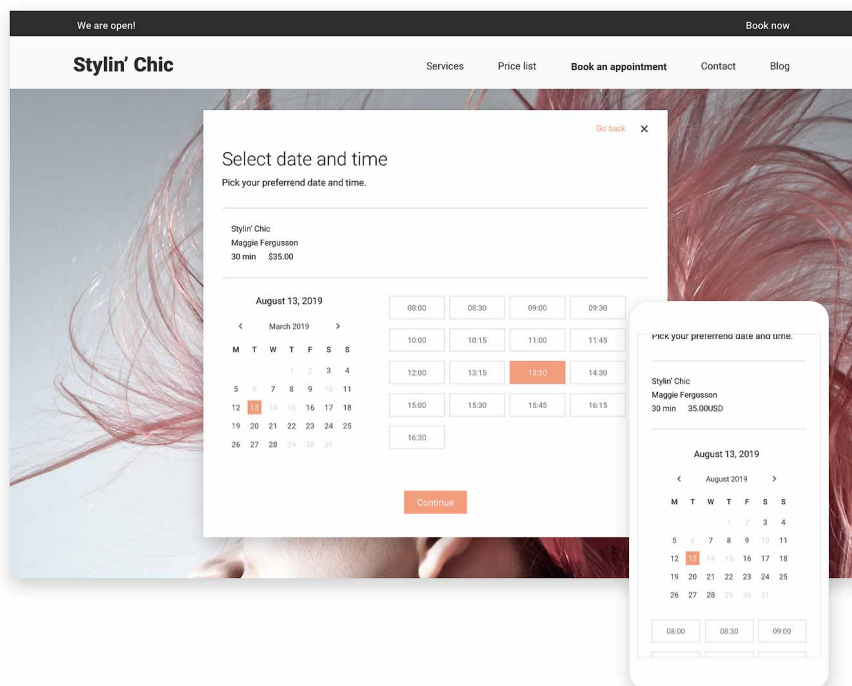 We are open! Book now
Stylin' Chic Services Price list Book an appointment Contact Blog
Go back ×
Select date and time
Pick your preferrend date and time.
Stylin' Chic
Maggie Fergusson
30 min $35.00
August 13, 2019
< March 2019 >
M T W T F S S
1 2 3 4
5 6 7 8 9 10 11
12 13 14 15 16 17 18
19 20 21 22 23 24 25
26 27 28 29 30 31
08:00 08:30 09:00 09:30
10:00 10:15 11:00 11:45
12:00 13:15 13:30 14:30
15:00 15:30 15:45 16:15
16:30
Continue
Pick your preferrend date and time.
Stylin' Chic
Maggie Fergusson
30 min 35.00USD
August 13, 2019
< August 2019 >
M T W T F S S
1 2 3 4
5 6 7 8 9 10 11
12 13 14 15 16 17 18
19 20 21 22 23 24 25
26 27 28 29 30 31
08:00 08:30 09:00